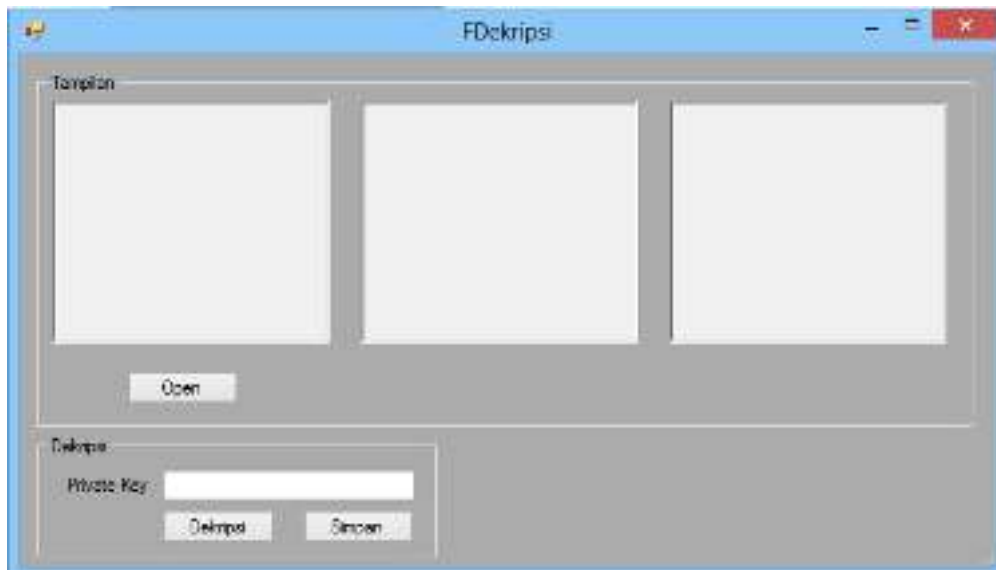 FDekripsi
Tampilan
Open
Dekripsi
Private Key
Dekripsi Simpan